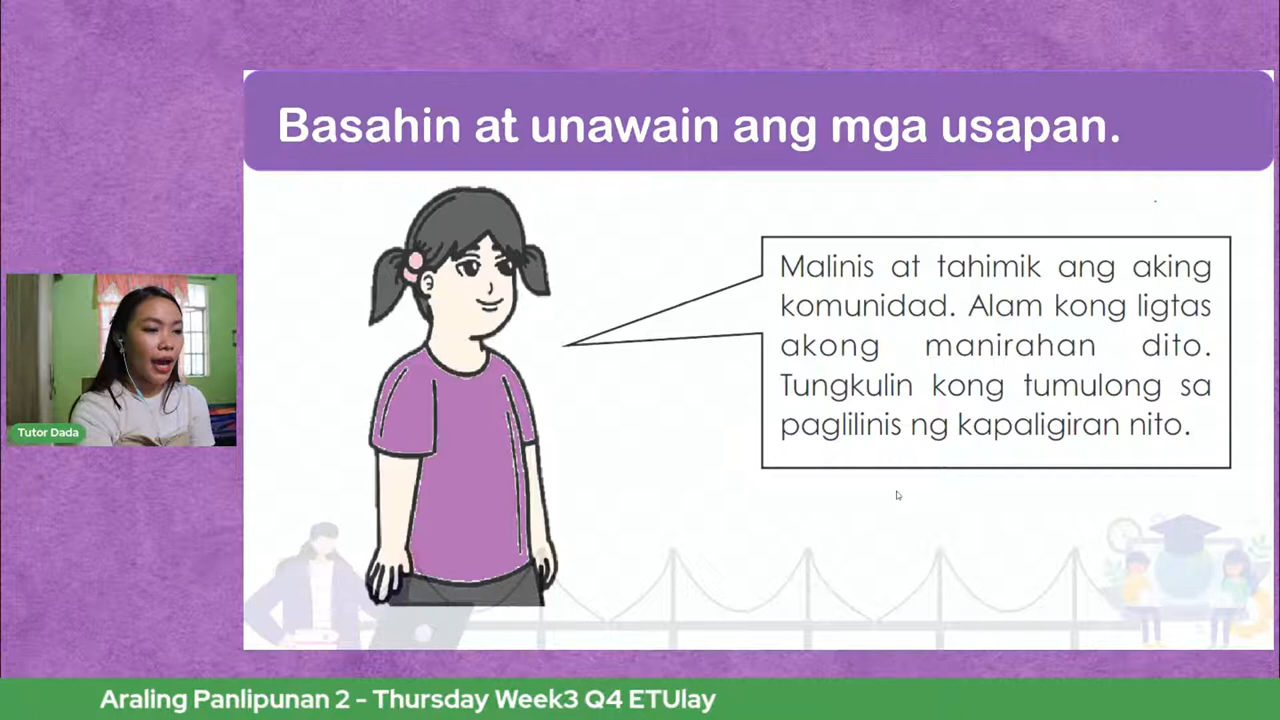 Basahin at unawain ang mga usapan.
Malinis at tahimik ang aking
komunidad. Alam kong ligtas
akong manirahan dito.
Tungkulin kong tumulong sa
paglilinis ng kapaligiran nito.
Tutor Dada
Araling Panlipunan 2 - Thursday Week3 Q4 ETUlay